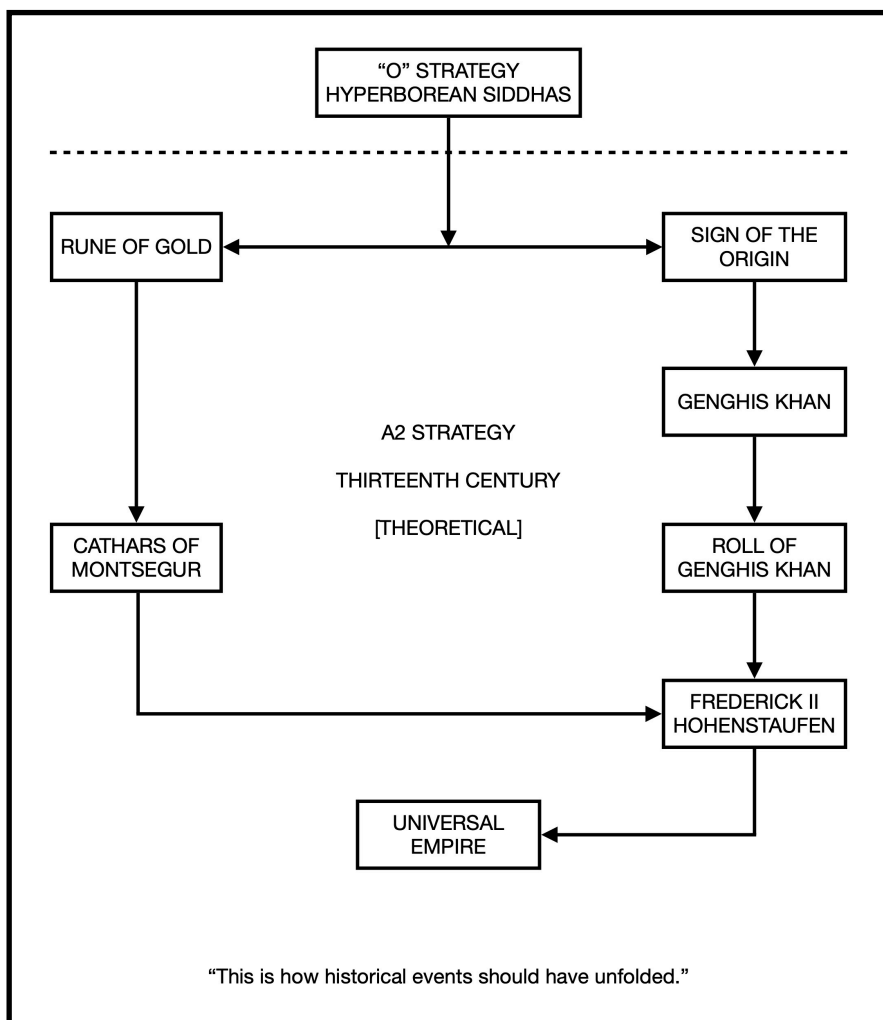 “O” STRATEGY
HYPERBOREAN SIDDHAS
RUNE OF GOLD
SIGN OF THE
ORIGIN
GENGHIS KHAN
A2 STRATEGY
THIRTEENTH CENTURY
[THEORETICAL]
CATHARS OF
MONTSEGUR
ROLL OF
GENGHIS KHAN
FREDERICK II
HOHENSTAUFEN
UNIVERSAL
EMPIRE
“This is how historical events should have unfolded.”